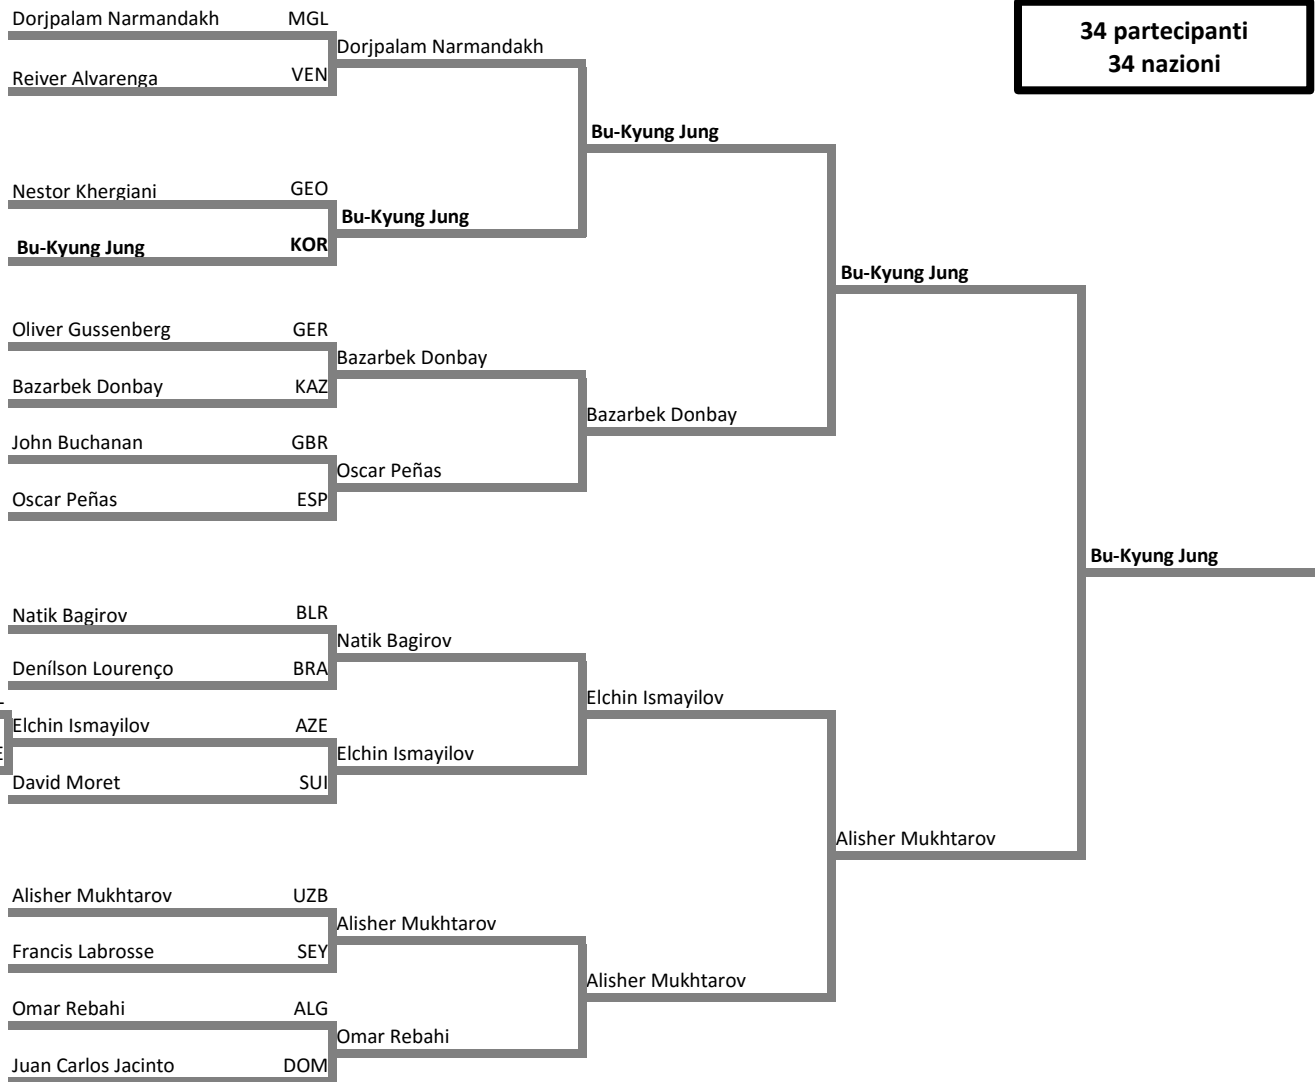 Dorjpalam Narmandakh MGL
34 partecipanti
34 nazioni
Dorjpalam Narmandakh
Reiver Alvarenga VEN
Bu-Kyung Jung
Nestor Khergiani GEO
Bu-Kyung Jung
Bu-Kyung Jung KOR
Bu-Kyung Jung
Oliver Gussenberg GER
Bazarbek Donbay
Bazarbek Donbay KAZ
Bazarbek Donbay
John Buchanan GBR
Oscar Peñas
Oscar Peñas ESP
Bu-Kyung Jung
Natik Bagirov BLR
Natik Bagirov
Denílson Lourenço BRA
Elchin Ismayilov
Elchin Ismayilov AZE
Elchin Ismayilov
David Moret SUI
Alisher Mukhtarov
Alisher Mukhtarov UZB
Alisher Mukhtarov
Francis Labrosse SEY
Alisher Mukhtarov
Omar Rebahi ALG
Omar Rebahi
Juan Carlos Jacinto DOM